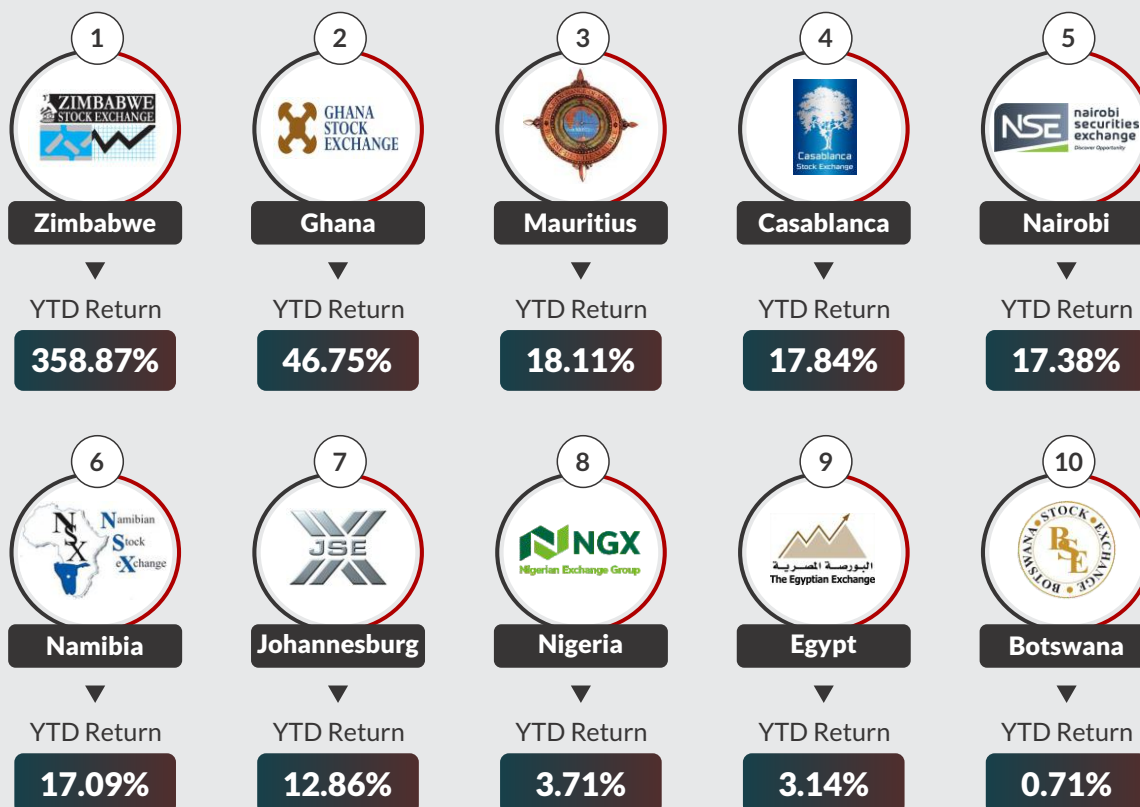 1
2
3
4
5
ZIMBABWE
STOCK EXCHANGE
GHANA
STOCK
EXCHANGE
Casablanca
Stock Exchange
NSE
nairobi
securities
exchange
Discover Opportunity
Zimbabwe
Ghana
Mauritius
Casablanca
Nairobi
YTD Return
YTD Return
YTD Return
YTD Return
YTD Return
358.87%
46.75%
18.11%
17.84%
17.38%
6
7
8
9
10
NSX
Namibian
Stock
eXchange
JSE
NGX
Nigerian Exchange Group
البورصة المصرية
The Egyptian Exchange
BOTSWANA • STOCK • EXCHANGE •
BSE
Namibia
Johannesburg
Nigeria
Egypt
Botswana
YTD Return
YTD Return
YTD Return
YTD Return
YTD Return
17.09%
12.86%
3.71%
3.14%
0.71%